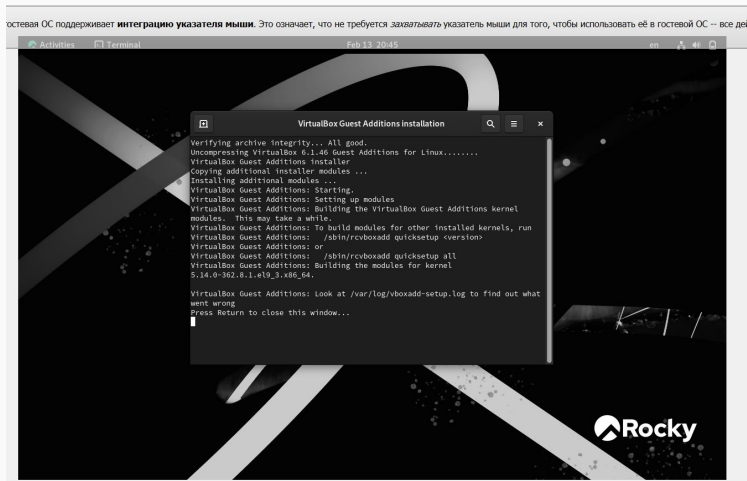 гостевая ОС поддерживает интеграцию указателя мыши. Это означает, что не требуется захватывать указатель мыши для того, чтобы использовать её в гостевой ОС -- все
Activities Terminal Feb 13 20:45 en
VirtualBox Guest Additions installation
Verifying archive integrity... All good.
Uncompressing VirtualBox 6.1.46 Guest Additions for Linux........
VirtualBox Guest Additions installer
Copying additional installer modules ...
Installing additional modules ...
VirtualBox Guest Additions: Starting.
VirtualBox Guest Additions: Setting up modules
VirtualBox Guest Additions: Building the VirtualBox Guest Additions kernel
modules.  This may take a while.
VirtualBox Guest Additions: To build modules for other installed kernels, run
VirtualBox Guest Additions:   /sbin/rcvboxadd quicksetup <version>
VirtualBox Guest Additions: or
VirtualBox Guest Additions:   /sbin/rcvboxadd quicksetup all
VirtualBox Guest Additions: Building the modules for kernel
5.14.0-362.8.1.el9_3.x86_64.
VirtualBox Guest Additions: Look at /var/log/vboxadd-setup.log to find out what
went wrong
Press Return to close this window...
Rocky